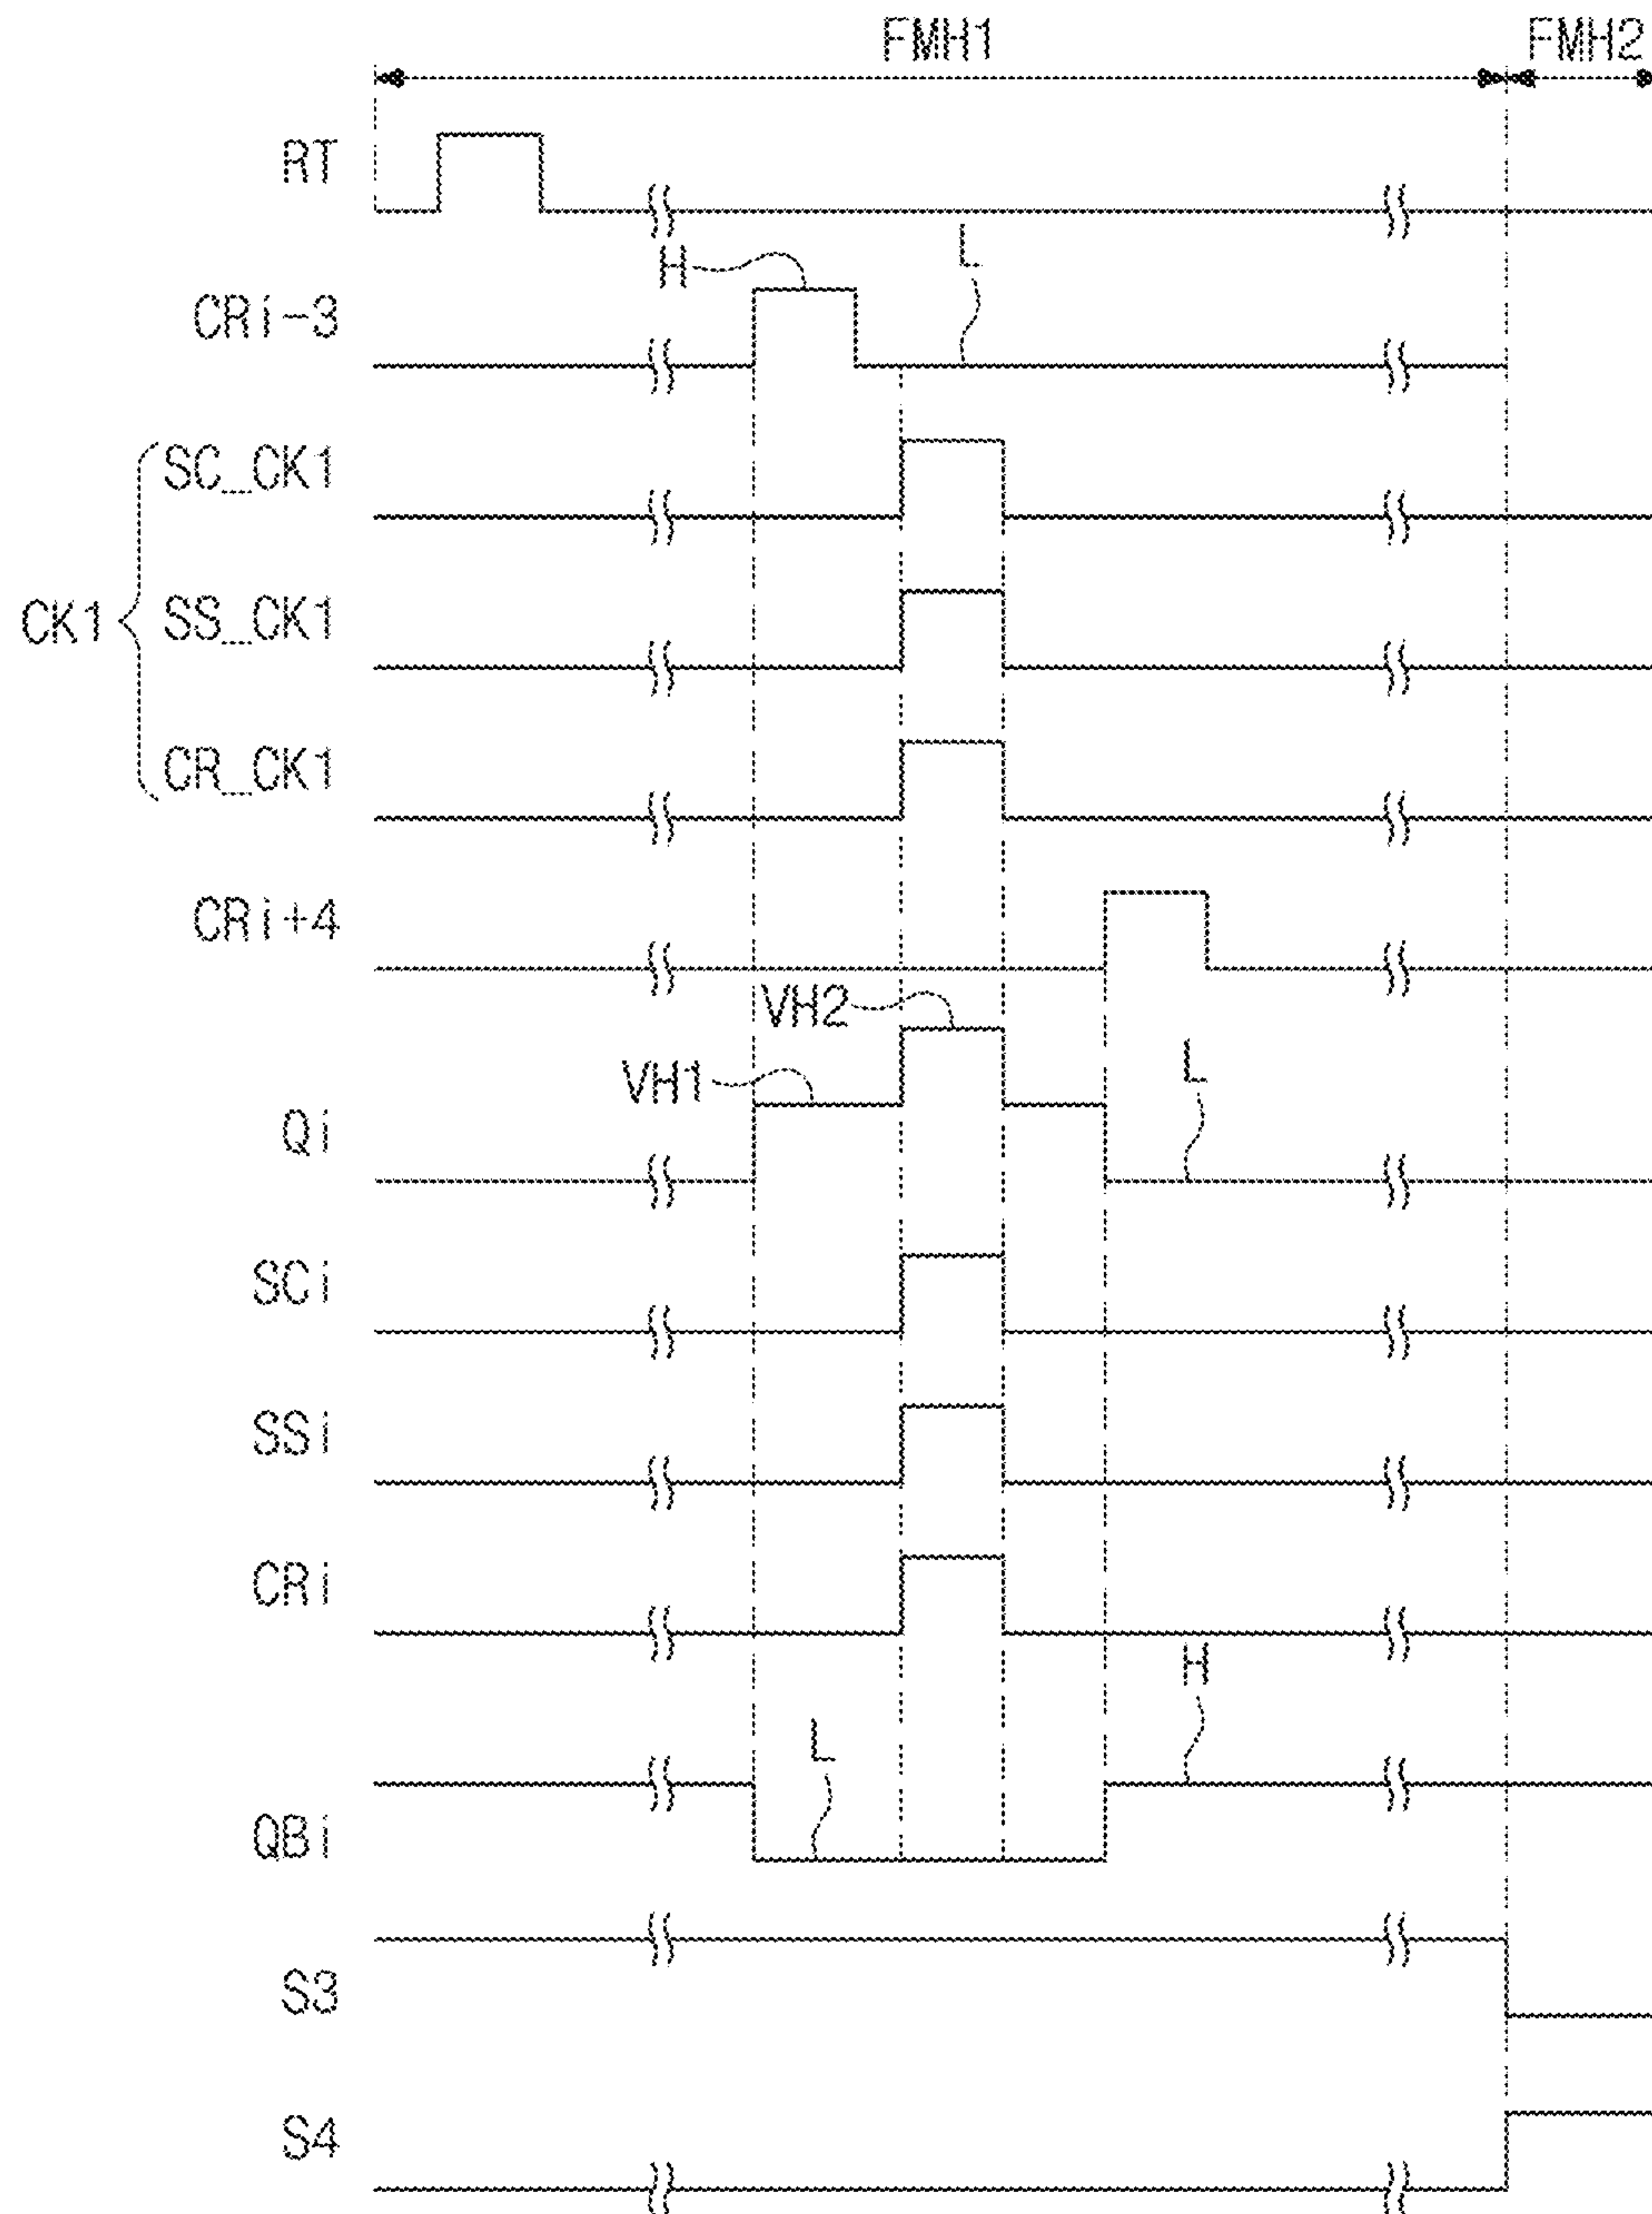 FMH1 FMH2
RT
H L
CRi-3
SC_CK1
CK1 SS_CK1
CR_CK1
CRi+4
VH2
VH1 L
Qi
SCi
SSi
CRi
H
L
QBi
S3
S4